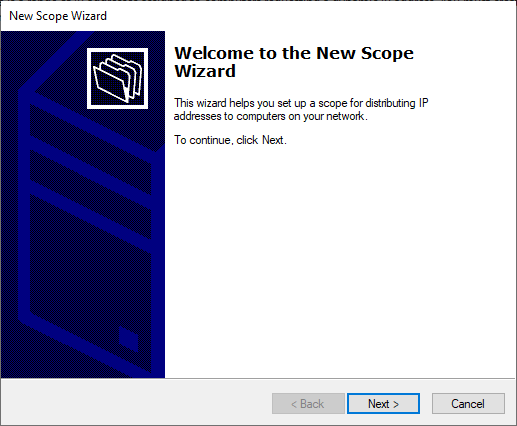 New Scope Wizard
Welcome to the New Scope
Wizard
This wizard helps you set up a scope for distributing IP
addresses to computers on your network.
To continue, click Next.
< Back
Next >
Cancel